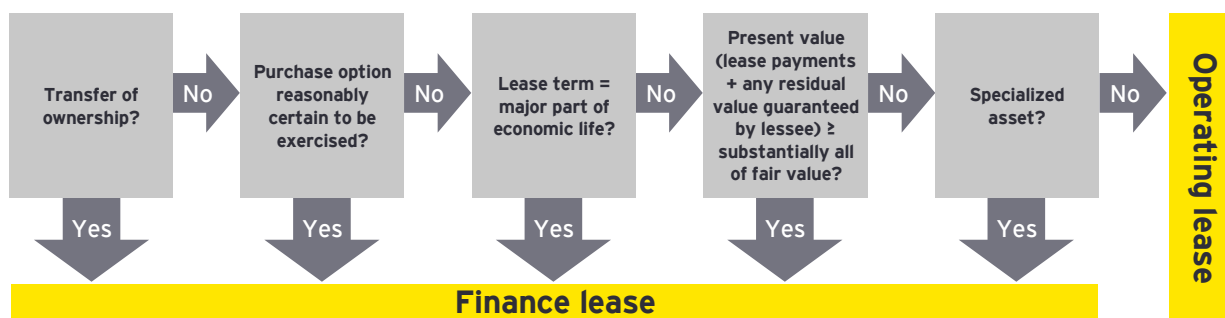 Transfer of
ownership?
No
Purchase option
reasonably
certain to be
exercised?
No
Lease term =
major part of
economic life?
No
Present value
(lease payments
+ any residual
value guaranteed
by lessee) ≥
substantially all
of fair value?
No
Specialized
asset?
No
Operating lease
Yes
Yes
Yes
Yes
Yes
Finance lease